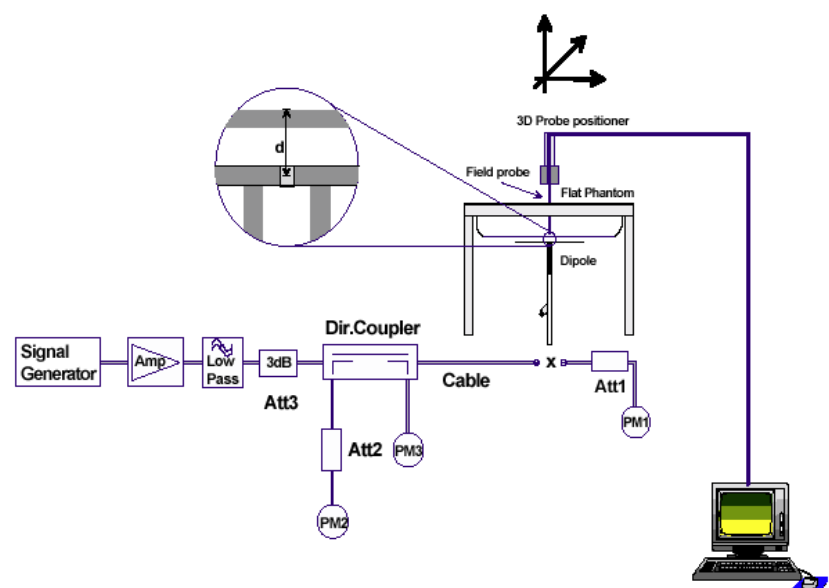 3D Probe positioner
d
Field probe
Flat Phantom
Dipole
Dir.Coupler
Signal
Generator
Amp
Low
Pass
3dB
Att3
Cable
x
Att1
PM1
Att2
PM3
PM2